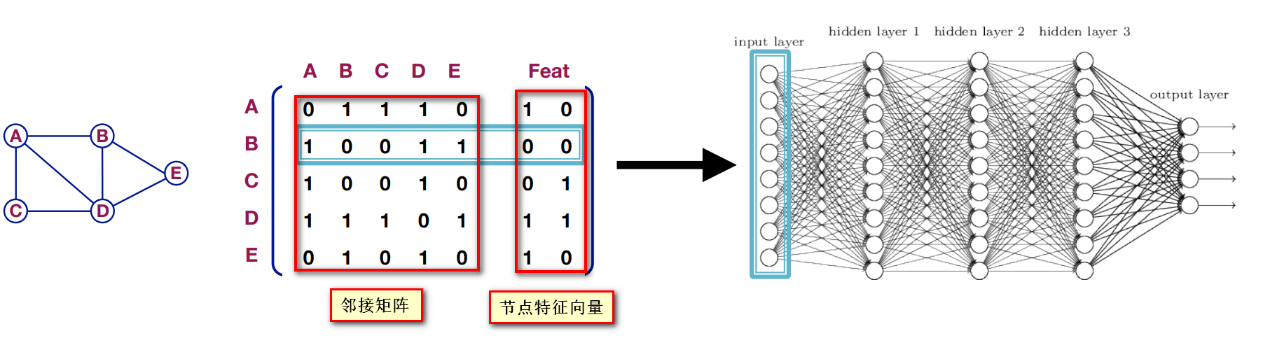 A B
C D
E
A B C D E Feat
A 0 1 1 1 0 1 0
B 1 0 0 1 1 0 0
C 1 0 0 1 0 0 1
D 1 1 1 0 1 1 1
E 0 1 0 1 0 1 0
邻接矩阵
节点特征向量
input layer
hidden layer 1 hidden layer 2 hidden layer 3
output layer